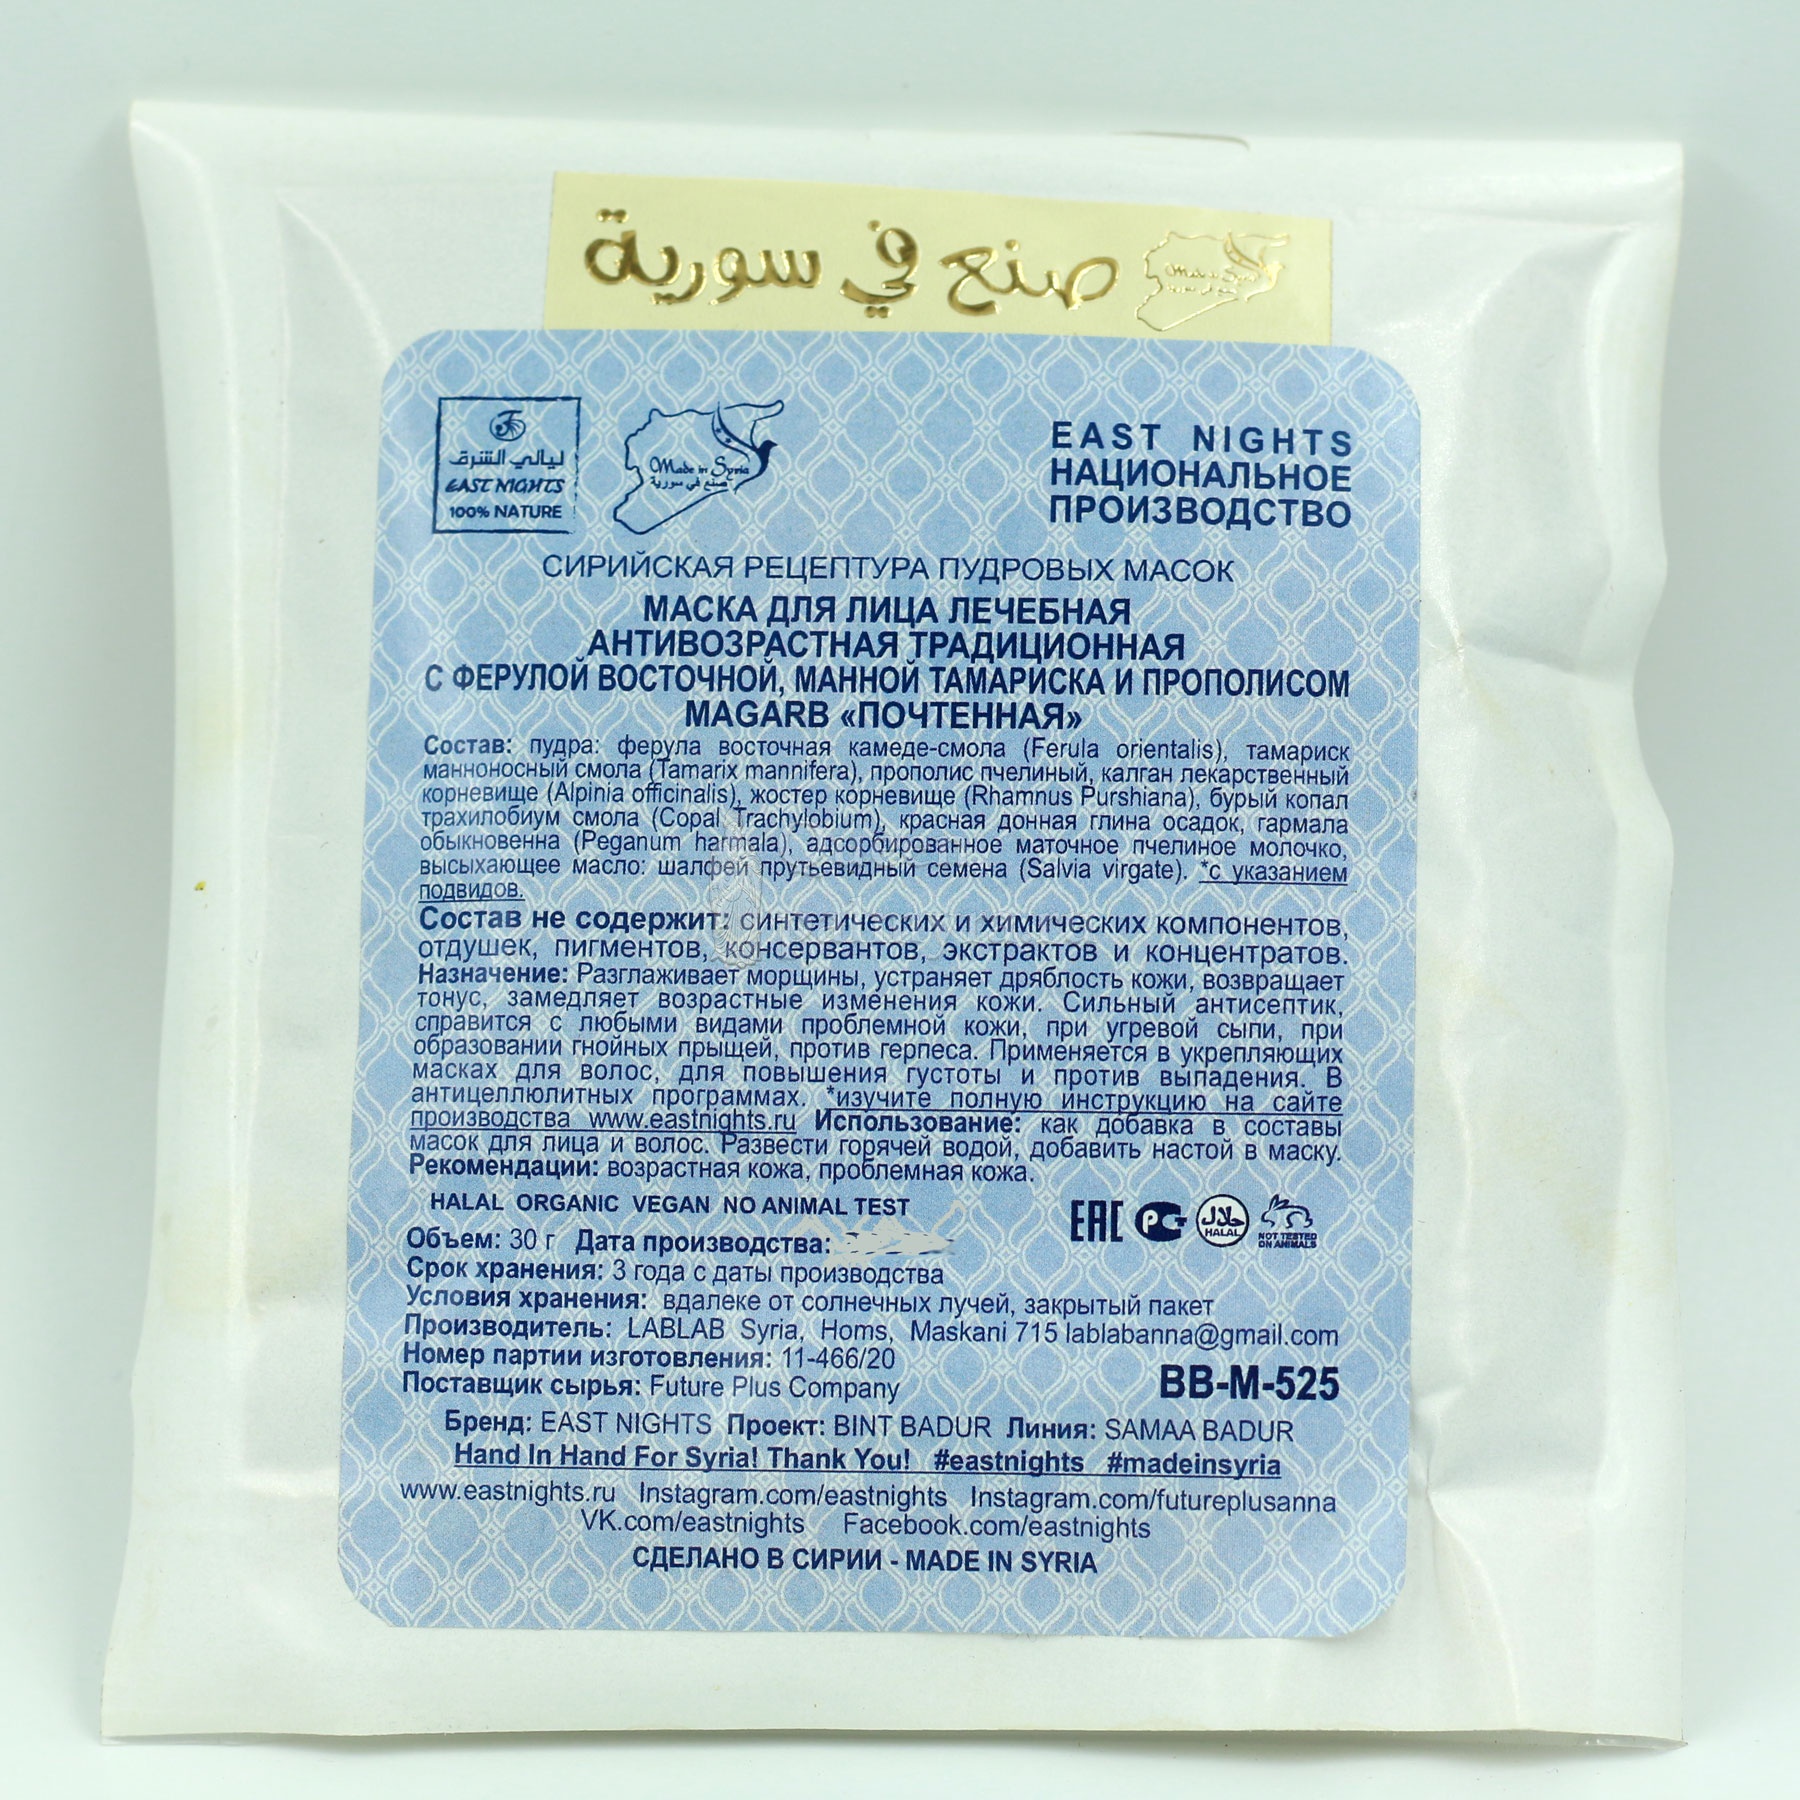 صنع في سورية
Made in Syria
صنع في سورية
ليالي الشرق
EAST NIGHTS
100% NATURE
Made in Syria
صنع في سورية
EAST NIGHTS
НАЦИОНАЛЬНОЕ
ПРОИЗВОДСТВО
СИРИЙСКАЯ РЕЦЕПТУРА ПУДРОВЫХ МАСОК
МАСКА ДЛЯ ЛИЦА ЛЕЧЕБНАЯ
АНТИВОЗРАСТНАЯ ТРАДИЦИОННАЯ
С ФЕРУЛОЙ ВОСТОЧНОЙ, МАННОЙ ТАМАРИСКА И ПРОПОЛИСОМ
MAGARB «ПОЧТЕННАЯ»
Состав: пудра: ферула восточная камеде-смола (Ferula orientalis), тамариск
манноносный смола (Tamarix mannifera), прополис пчелиный, калган лекарственный
корневище (Alpinia officinalis), жостер корневище (Rhamnus Purshiana), бурый копал
трахилобиум смола (Copal Trachylobium), красная донная глина осадок, гармала
обыкновенна (Peganum harmala), адсорбированное маточное пчелиное молочко,
высыхающее масло: шалфей прутьевидный семена (Salvia virgate). *с указанием
подвидов.
Состав не содержит: синтетических и химических компонентов,
отдушек, пигментов, консервантов, экстрактов и концентратов.
Назначение: Разглаживает морщины, устраняет дряблость кожи, возвращает
тонус, замедляет возрастные изменения кожи. Сильный антисептик,
справится с любыми видами проблемной кожи, при угревой сыпи, при
образовании гнойных прыщей, против герпеса. Применяется в укрепляющих
масках для волос, для повышения густоты и против выпадения. В
антицеллюлитных программах. *изучите полную инструкцию на сайте
производства www.eastnights.ru Использование: как добавка в составы
масок для лица и волос. Развести горячей водой, добавить настой в маску.
Рекомендации: возрастная кожа, проблемная кожа.
HALAL ORGANIC VEGAN NO ANIMAL TEST
EAC PC حلال HALAL NOT TESTED ON ANIMALS
Объем: 30 г Дата производства:
Срок хранения: 3 года с даты производства
Условия хранения: вдалеке от солнечных лучей, закрытый пакет
Производитель: LABLAB Syria, Homs, Maskani 715 lablabanna@gmail.com
Номер партии изготовления: 11-466/20
Поставщик сырья: Future Plus Company
BB-M-525
Бренд: EAST NIGHTS Проект: BINT BADUR Линия: SAMAA BADUR
Hand In Hand For Syria! Thank You! #eastnights #madeinsyria
www.eastnights.ru Instagram.com/eastnights Instagram.com/futureplusanna
VK.com/eastnights Facebook.com/eastnights
СДЕЛАНО В СИРИИ - MADE IN SYRIA